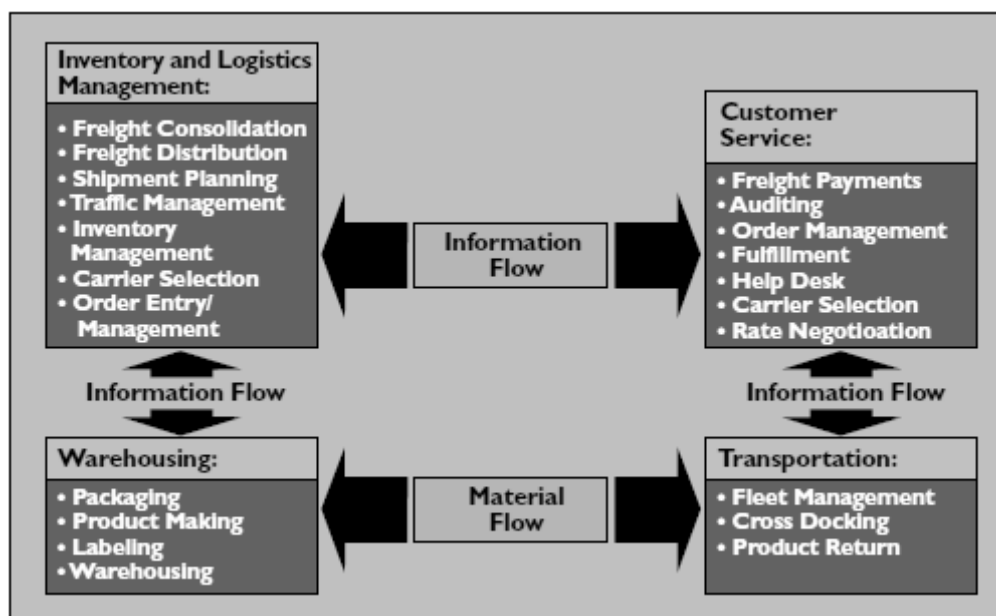 Inventory and Logistics
Management:
• Freight Consolidation
• Freight Distribution
• Shipment Planning
• Traffic Management
• Inventory
Management
• Carrier Selection
• Order Entry/
Management
Information
Flow
Customer
Service:
• Freight Payments
• Auditing
• Order Management
• Fulfillment
• Help Desk
• Carrier Selection
• Rate Negotioation
Information Flow
Information Flow
Warehousing:
• Packaging
• Product Making
• Labeling
• Warehousing
Material
Flow
Transportation:
• Fleet Management
• Cross Docking
• Product Return